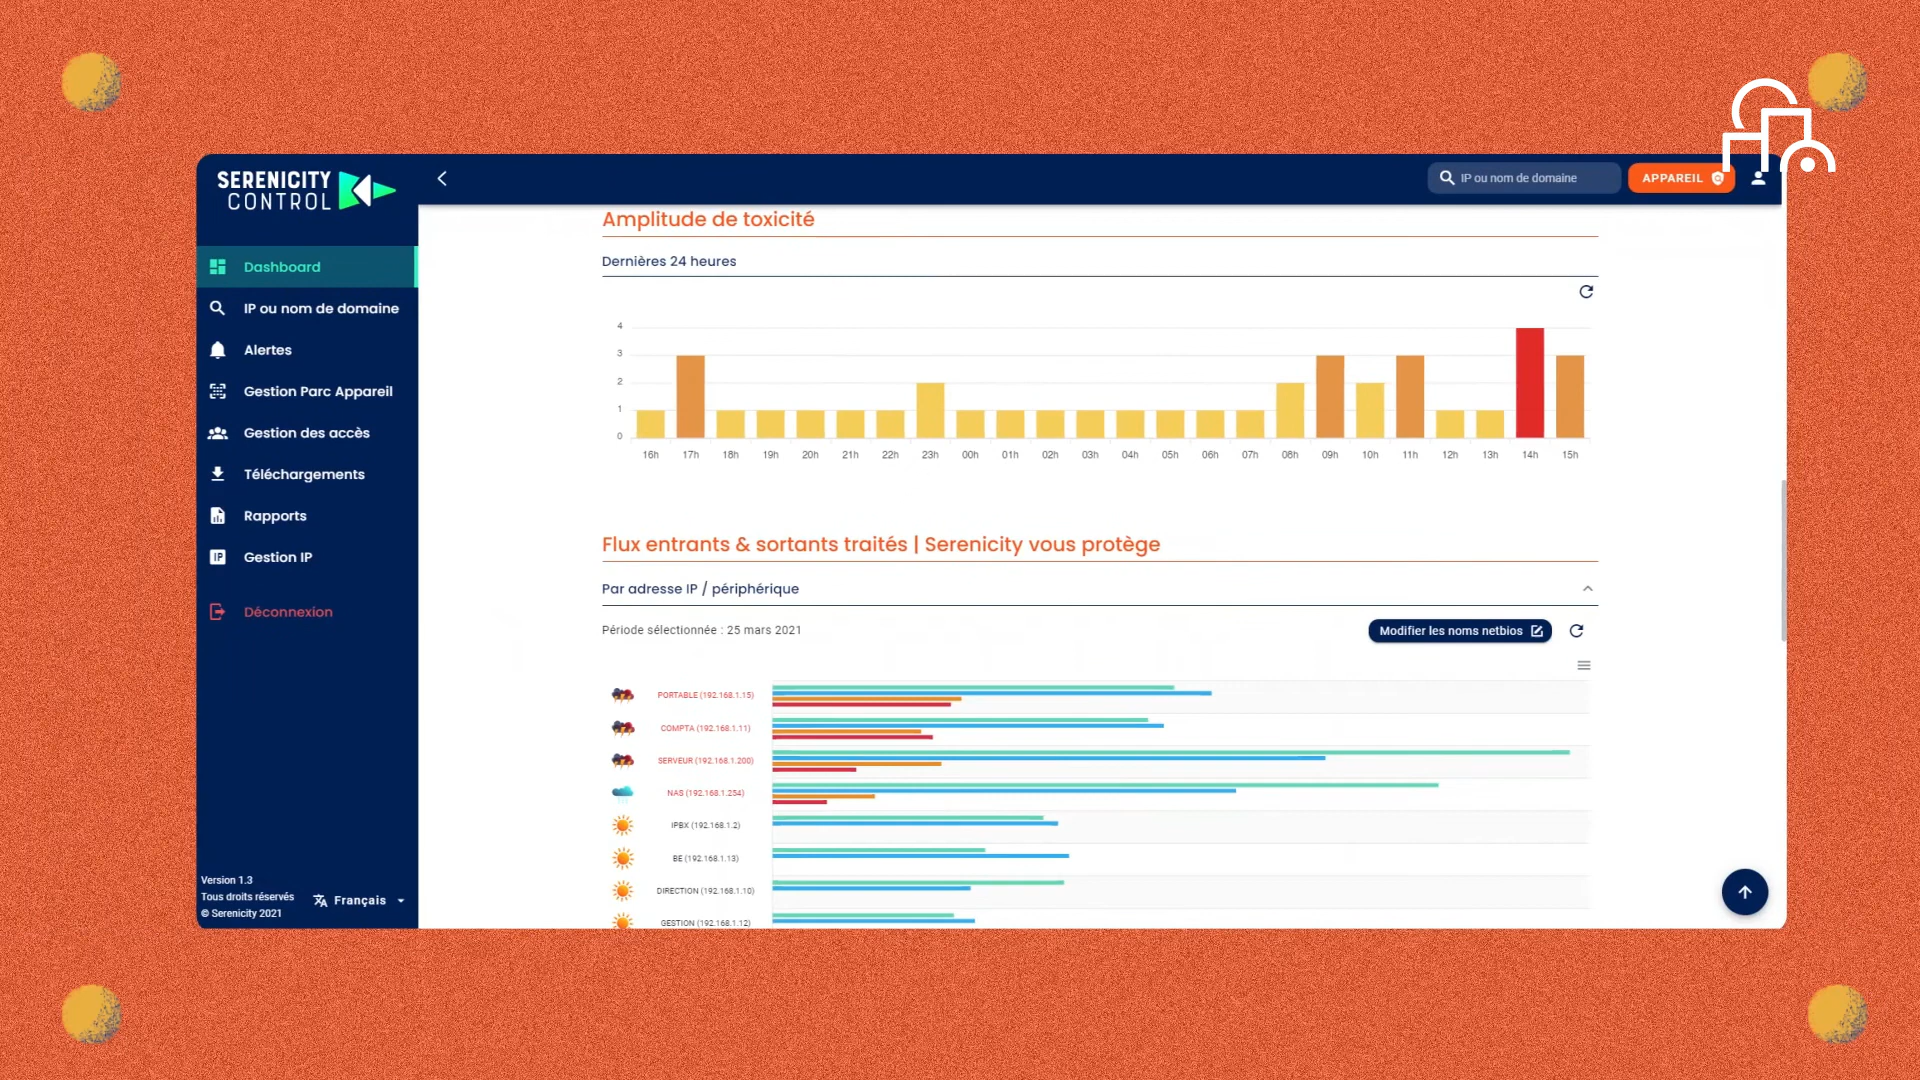 SERENICITY
CONTROL
IP ou nom de domaine
APPAREIL
Dashboard
IP ou nom de domaine
Alertes
Gestion Parc Appareil
Gestion des accès
Téléchargements
Rapports
Gestion IP
Déconnexion
Version 1.3
Tous droits réservés
© Serenicity 2021
Français
Amplitude de toxicité
Dernières 24 heures
4
3
2
1
0
16h 17h 18h 19h 20h 21h 22h 23h 00h 01h 02h 03h 04h 05h 06h 07h 08h 09h 10h 11h 12h 13h 14h 15h
Flux entrants & sortants traités | Serenicity vous protège
Par adresse IP / périphérique
Période sélectionnée : 25 mars 2021
Modifier les noms netbios
PORTABLE (192.168.1.15)
COMPTA (192.168.1.11)
SERVEUR (192.168.1.200)
NAS (192.168.1.254)
IPBX (192.168.1.2)
BE (192.168.1.13)
DIRECTION (192.168.1.10)
GESTION (192.168.1.12)